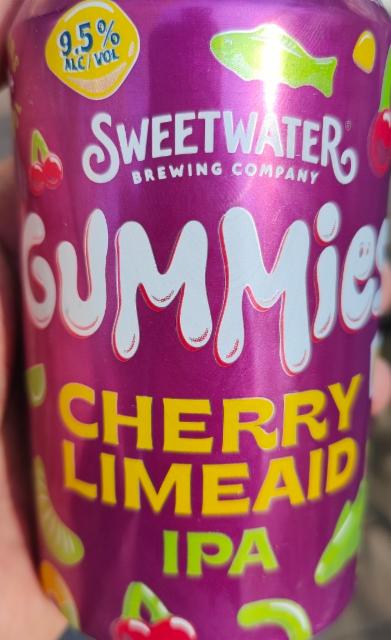 9.5%
ALC/VOL
SWEETWATER®
BREWING COMPANY
GUMMieS
CHERRY
LIMEAID
IPA